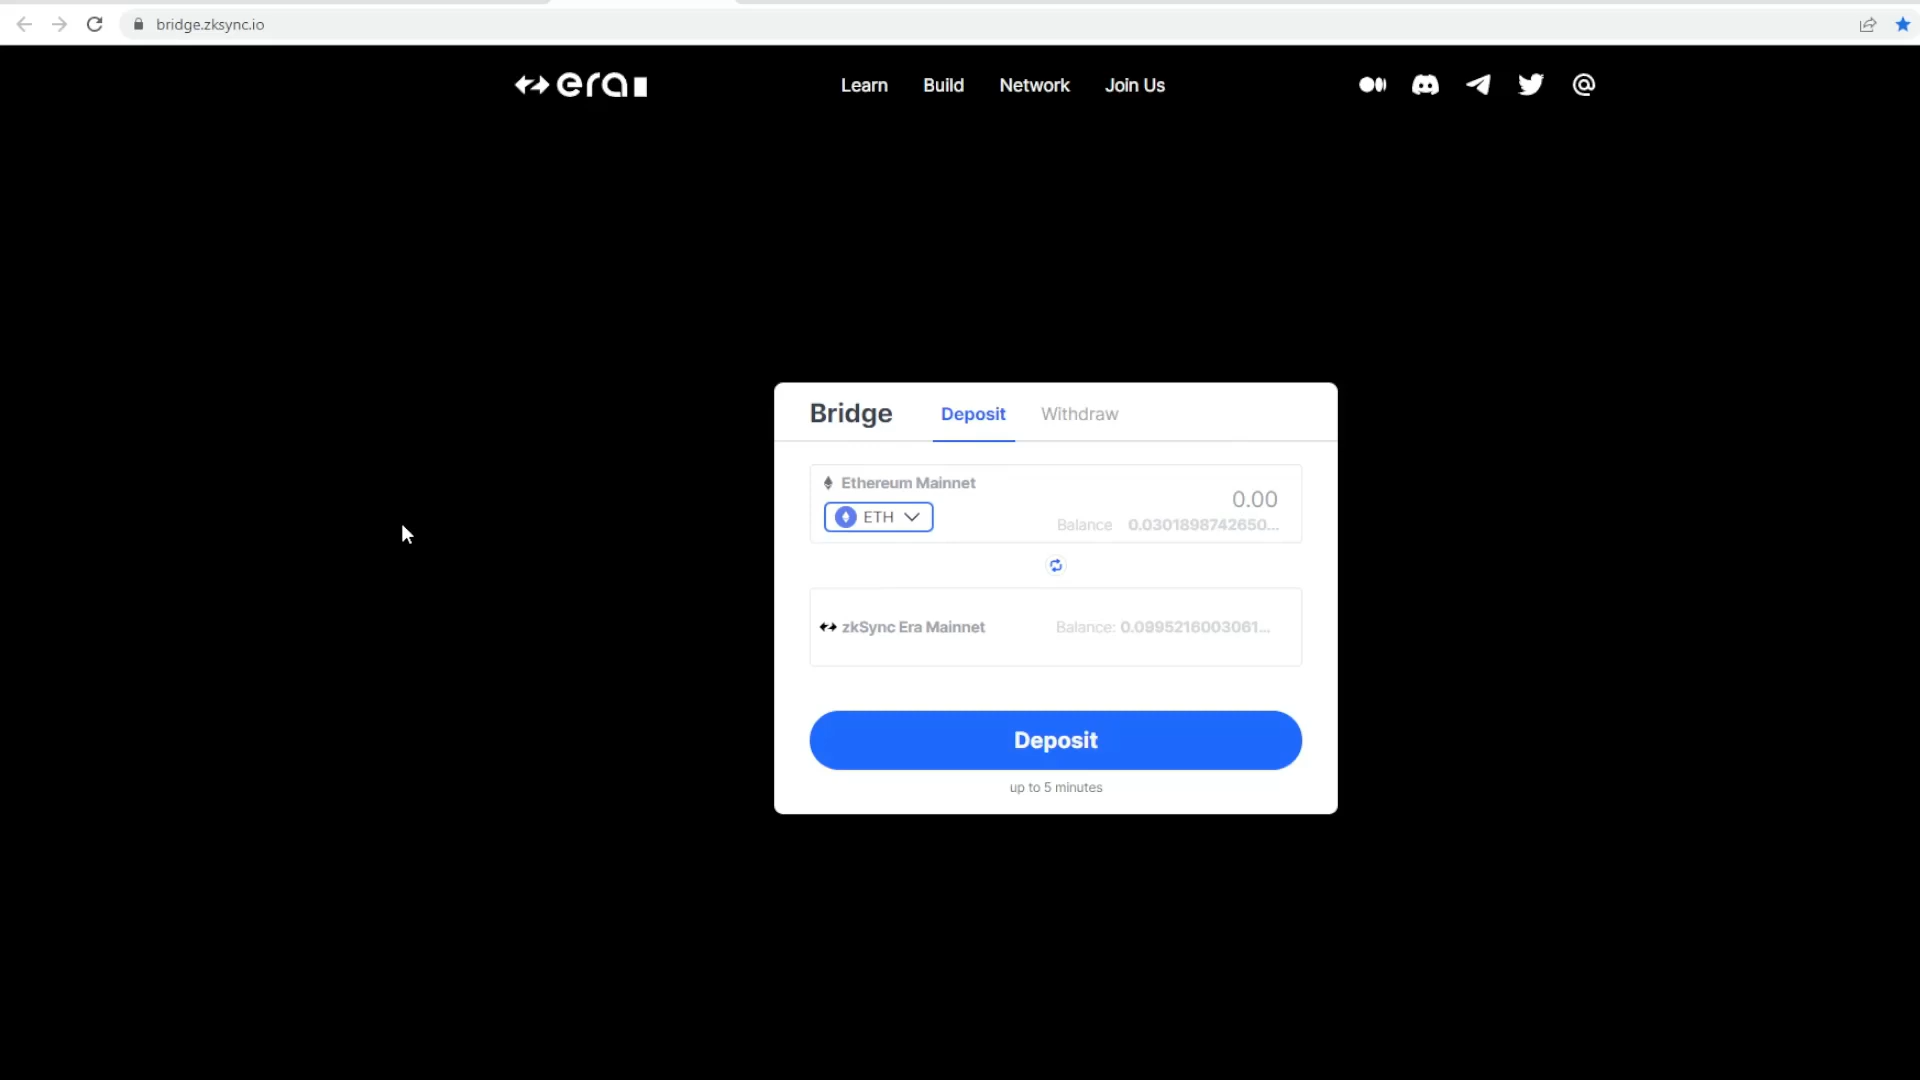 bridge.zksync.io
era
Learn Build Network Join Us
Bridge Deposit Withdraw
Ethereum Mainnet
0.00
ETH
Balance 0.0301898742650...
zkSync Era Mainnet Balance: 0.0995216003061...
Deposit
up to 5 minutes